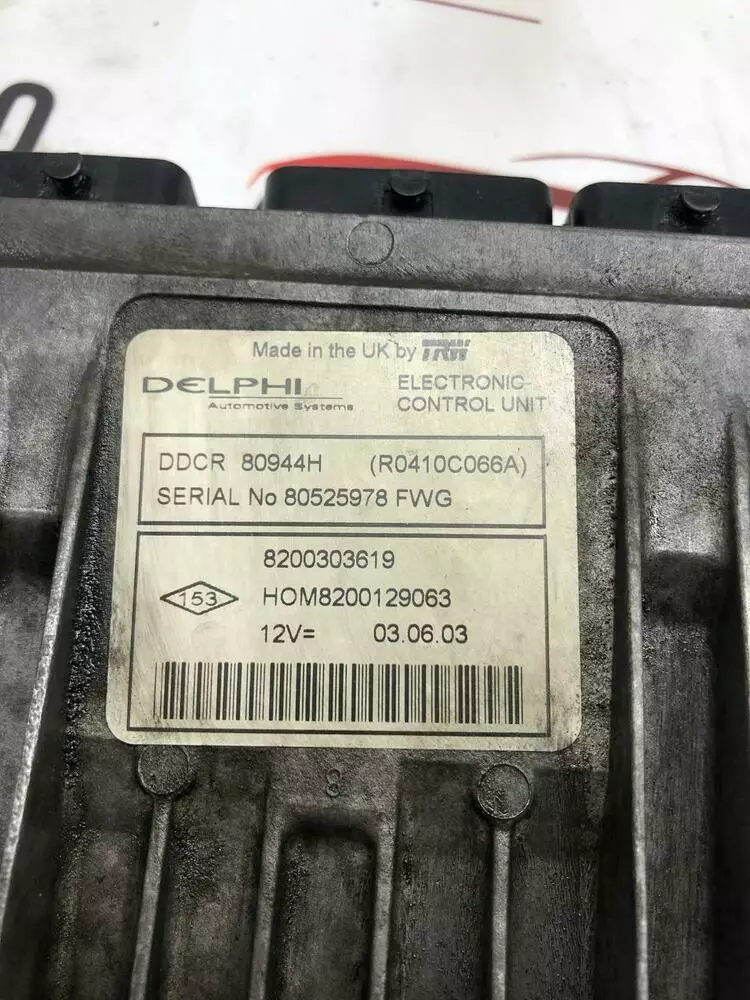 Made in the UK by TRW
DELPHI
Automotive Systems
ELECTRONIC
CONTROL UNIT
DDCR 80944H (R0410C066A)
SERIAL No 80525978 FWG
8200303619
153 HOM8200129063
12V= 03.06.03
8